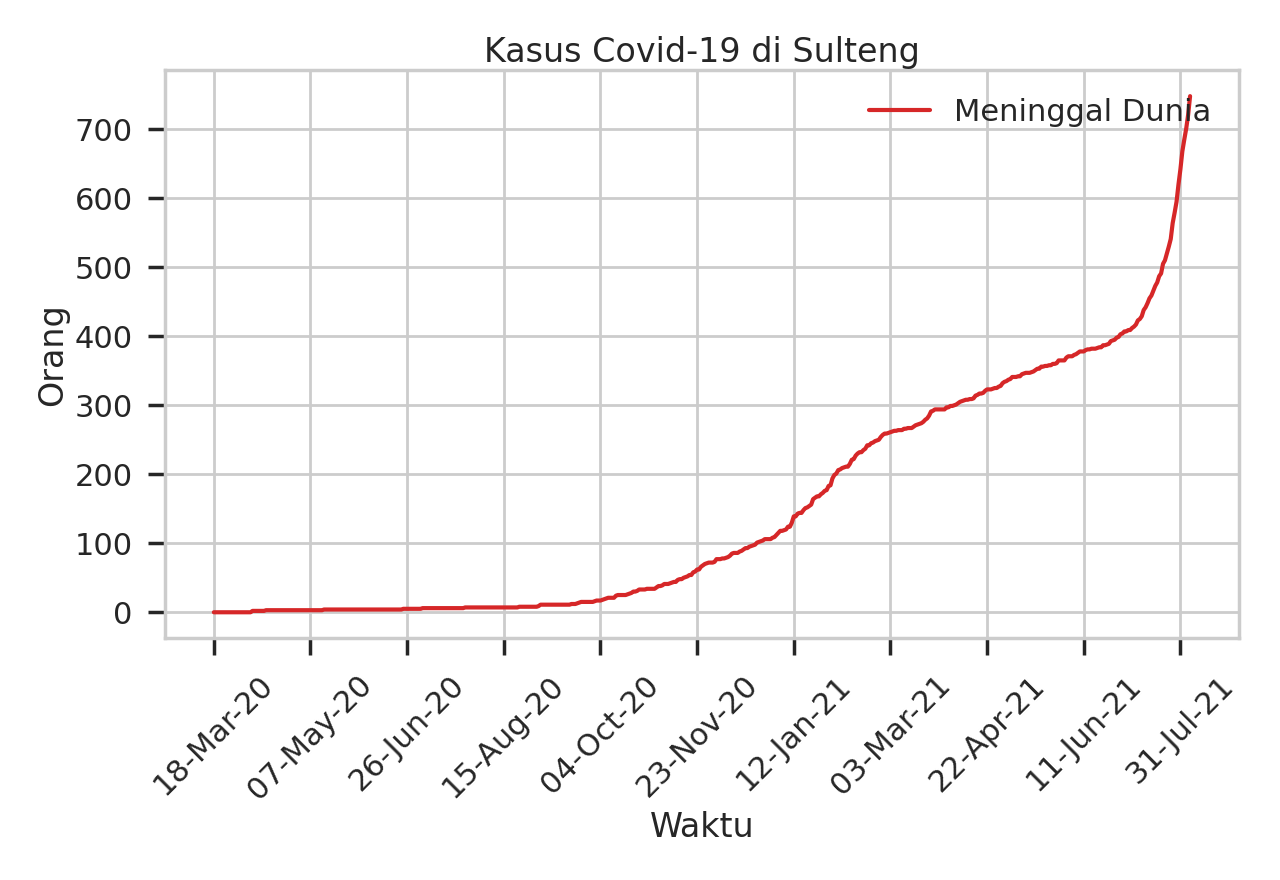 Kasus Covid-19 di Sulteng
Meninggal Dunia
Orang
700
600
500
400
300
200
100
0
18-Mar-20
07-May-20
26-Jun-20
15-Aug-20
04-Oct-20
23-Nov-20
12-Jan-21
03-Mar-21
22-Apr-21
11-Jun-21
31-Jul-21
Waktu